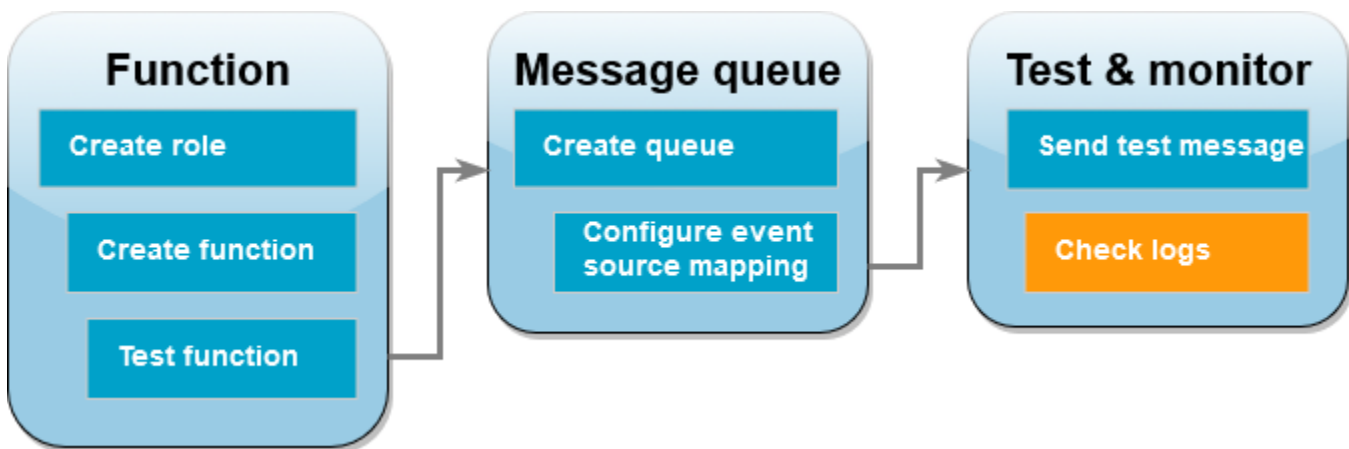 Function
Create role
Create function
Test function
Message queue
Create queue
Configure event
source mapping
Test & monitor
Send test message
Check logs